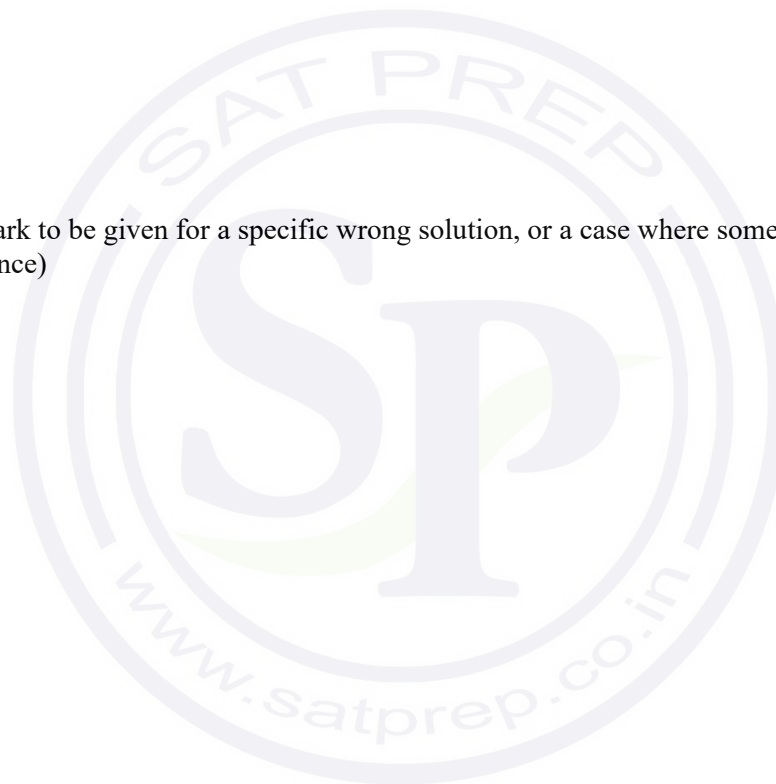 SAT PREP
ark to be given for a specific wrong solution, or a case where some
nce)
SP
www.satprep.co.in